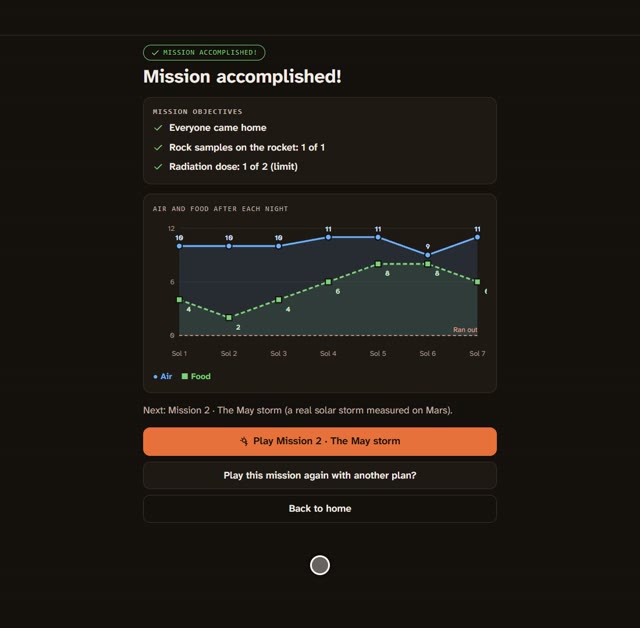 MISSION ACCOMPLISHED!
Mission accomplished!
MISSION OBJECTIVES
Everyone came home
Rock samples on the rocket: 1 of 1
Radiation dose: 1 of 2 (limit)
AIR AND FOOD AFTER EACH NIGHT
12
10 10 10 11 11 9 11
6
4 2 4 6 8 8
0
Ran out
Sol 1 Sol 2 Sol 3 Sol 4 Sol 5 Sol 6 Sol 7
Air Food
Next: Mission 2 · The May storm (a real solar storm measured on Mars).
Play Mission 2 · The May storm
Play this mission again with another plan?
Back to home